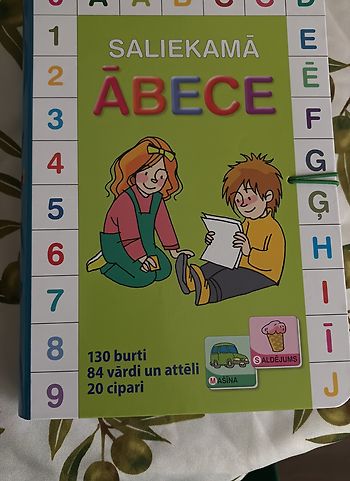 A Ā B C Č D
SALIEKAMĀ
ĀBECE
1
2
3
4
5
6
7
8
9
E
Ē
F
G
Ģ
H
I
Ī
J
130 burti
84 vārdi un attēli
20 cipari
MAŠĪNA
SALDĒJUMS